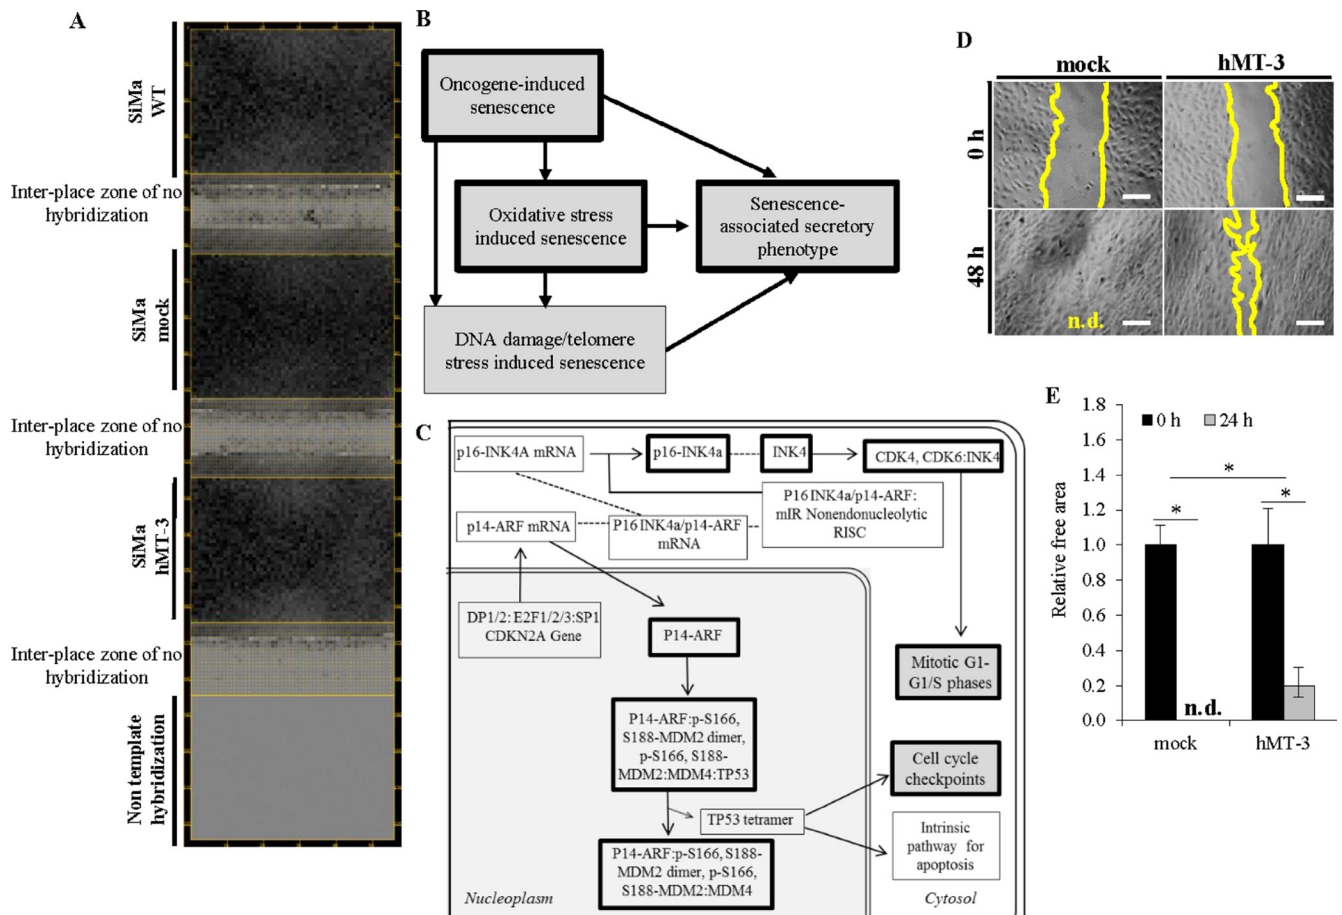 A
SiMa
WT
Inter-place zone of no
hybridization
SiMa
mock
Inter-place zone of no
hybridization
SiMa
hMT-3
Inter-place zone of no
hybridization
Non template
hybridization
B
Oncogene-induced
senescence
Oxidative stress
induced senescence
Senescence-
associated secretory
phenotype
DNA damage/telomere
stress induced senescence
C
p16-INK4A mRNA
p16-INK4a
INK4
CDK4, CDK6:INK4
P16 INK4a/p14-ARF:
mIR Nonendonucleolytic
RISC
p14-ARF mRNA
P16 INK4a/p14-ARF
mRNA
DP1/2: E2F1/2/3:SP1
CDKN2A Gene
P14-ARF
Mitotic G1-
G1/S phases
P14-ARF:p-S166,
S188-MDM2 dimer,
p-S166, S188-
MDM2:MDM4:TP53
Cell cycle
checkpoints
TP53 tetramer
Intrinsic
pathway for
apoptosis
P14-ARF:p-S166, S188-
MDM2 dimer, p-S166,
S188-MDM2:MDM4
Nucleoplasm
Cytosol
D
mock
hMT-3
0 h
48 h
n.d.
E
0 h
24 h
Relative free area
1.8
1.6
1.4
1.2
1.0
0.8
0.6
0.4
0.2
0.0
*
*
*
n.d.
mock
hMT-3